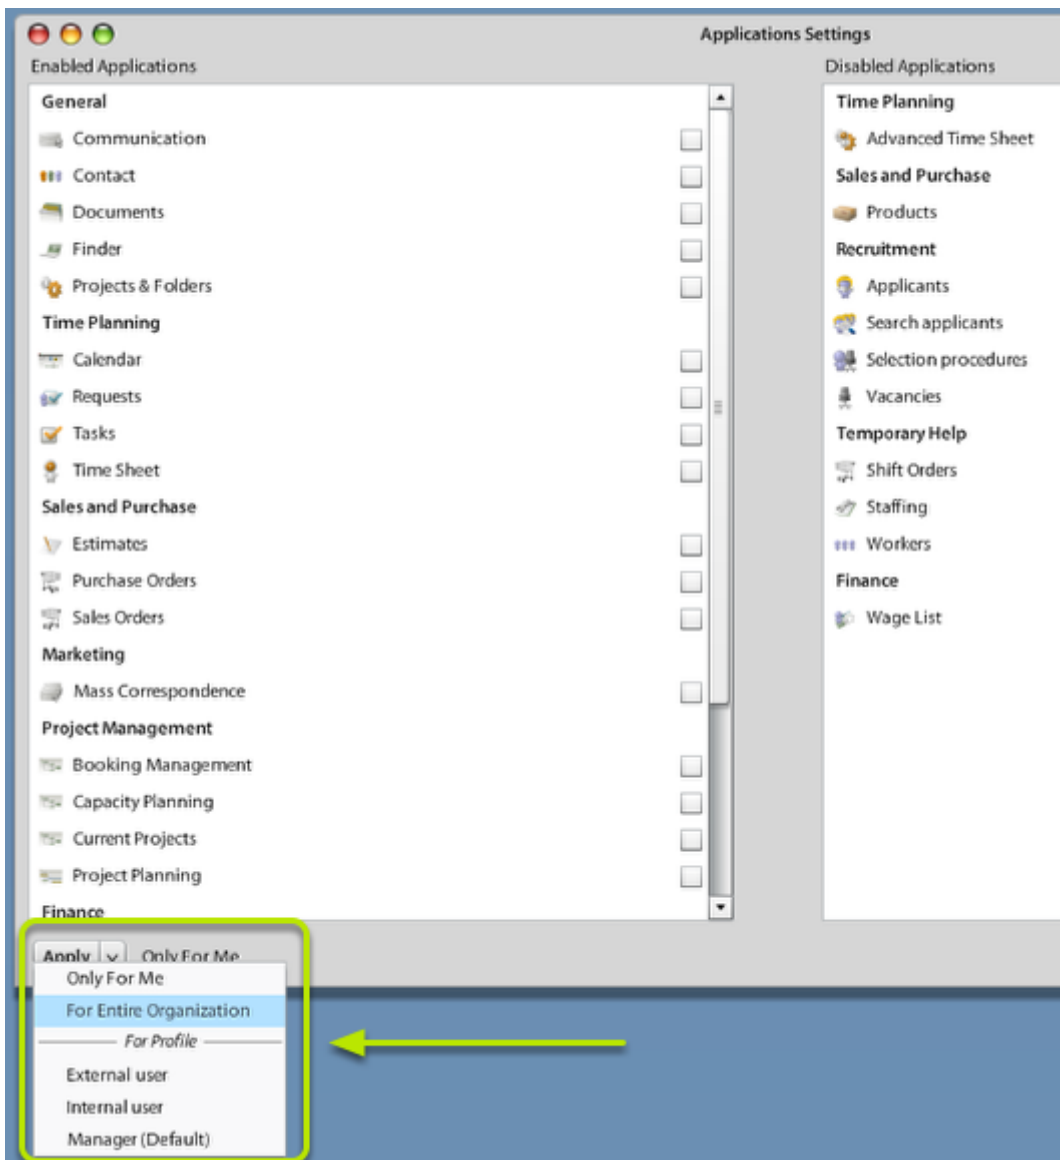 Applications Settings
Enabled Applications
General
Communication
Contact
Documents
Finder
Projects & Folders
Time Planning
Calendar
Requests
Tasks
Time Sheet
Sales and Purchase
Estimates
Purchase Orders
Sales Orders
Marketing
Mass Correspondence
Project Management
Booking Management
Capacity Planning
Current Projects
Project Planning
Finance
Disabled Applications
Time Planning
Advanced Time Sheet
Sales and Purchase
Products
Recruitment
Applicants
Search applicants
Selection procedures
Vacancies
Temporary Help
Shift Orders
Staffing
Workers
Finance
Wage List
Apply Only For Me
Only For Me
For Entire Organization
For Profile
External user
Internal user
Manager (Default)